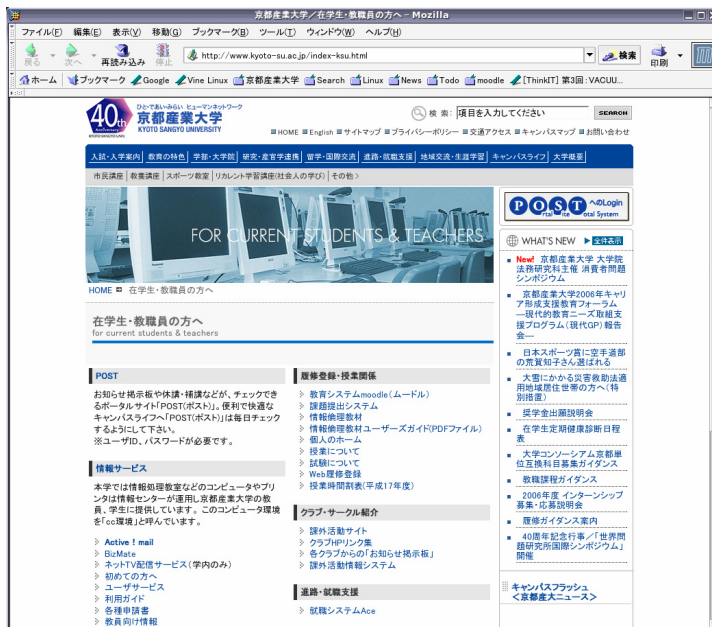 京都産業大学／在学生・教職員の方へ - Mozilla
ファイル(F) 編集(E) 表示(V) 移動(G) ブックマーク(B) ツール(T) ウィンドウ(W) ヘルプ(H)
戻る 次へ 再読み込み 停止 http://www.kyoto-su.ac.jp/index-ksu.html 検索 印刷
ホーム ブックマーク Google Vine Linux 京都産業大学 Search Linux News Todo moodle [ThinkIT] 第3回:VACUU...
40th
Anniversary
KYOTO SANGYO UNIV.
ひと・であい・みらい ヒューマンネットワーク
京都産業大学
KYOTO SANGYO UNIVERSITY
検 索: 項目を入力してください SEARCH
HOME English サイトマップ プライバシーポリシー 交通アクセス キャンパスマップ お問い合わせ
入試・入学案内 教育の特色 学部・大学院 研究・産官学連携 留学・国際交流 進路・就職支援 地域交流・生涯学習 キャンパスライフ 大学概要
市民講座 教養講座 スポーツ教室 リカレント学習講座(社会人の学び) その他 >
FOR CURRENT STUDENTS & TEACHERS
HOME 在学生・教職員の方へ
在学生・教職員の方へ
for current students & teachers
POST
お知らせ掲示板や休講・補講などが、チェックでき
るポータルサイト「POST(ポスト)」。便利で快適な
キャンパスライフへ「POST(ポスト)」は毎日チェック
するようにして下さい。
※ユーザID、パスワードが必要です。
情報サービス
本学では情報処理教室などのコンピュータやプリ
ンタは情報センターが運用し京都産業大学の教
員、学生に提供しています。このコンピュータ環境
を「cc環境」と呼んでいます。
Active ! mail
BizMate
ネットTV配信サービス(学内のみ)
初めての方へ
ユーザサービス
利用ガイド
各種申請書
教員向け情報
履修登録・授業関係
教育システムmoodle(ムードル)
課題提出システム
情報倫理教材
情報倫理教材ユーザーズガイド(PDFファイル)
個人のホーム
授業について
試験について
Web履修登録
授業時間割表(平成17年度)
クラブ・サークル紹介
課外活動サイト
クラブHPリンク集
各クラブからの「お知らせ掲示板」
課外活動情報システム
進路・就職支援
就職システムAce
POST へのLogin
Portal Site Total System
WHAT'S NEW 全件表示
New! 京都産業大学 大学院
法務研究科主催 消費者問題
シンポジウム
京都産業大学2006年キャリ
ア形成支援教育フォーラム
―現代的教育ニーズ取組支
援プログラム(現代GP)報告
会―
日本スポーツ賞に空手道部
の荒賀知子さん選ばれる
大雪にかかる災害救助法適
用地域居住世帯の方へ(特
別措置)
奨学金出願説明会
在学生定期健康診断日程
表
大学コンソーシアム京都単
位互換科目募集ガイダンス
教職課程ガイダンス
2006年度 インターンシップ
募集・応募説明会
履修ガイダンス案内
40周年記念行事／「世界問
題研究所国際シンポジウム」
開催
キャンパスフラッシュ
＜京都産大ニュース＞